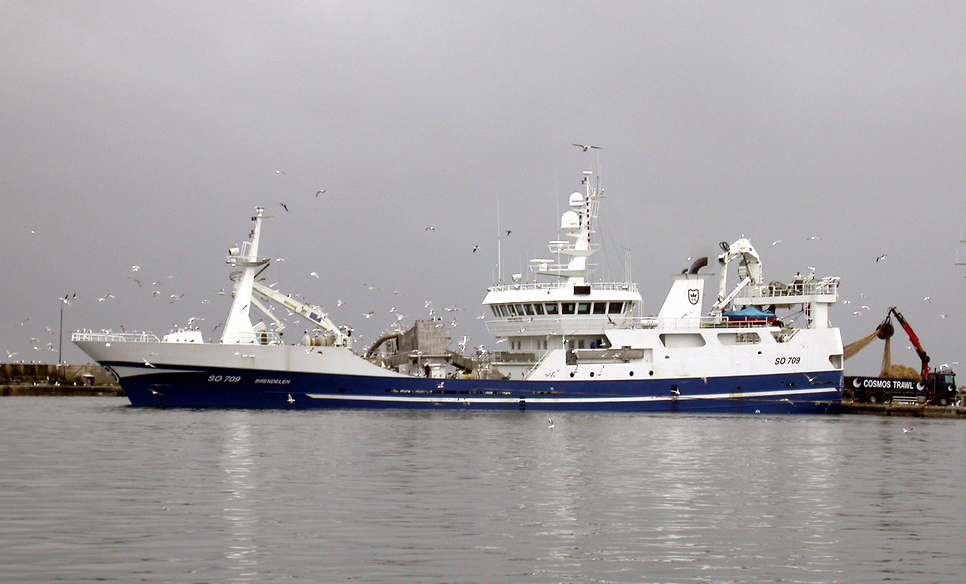 SO 709 BRENDELEN
SO 709
COSMOS TRAWL